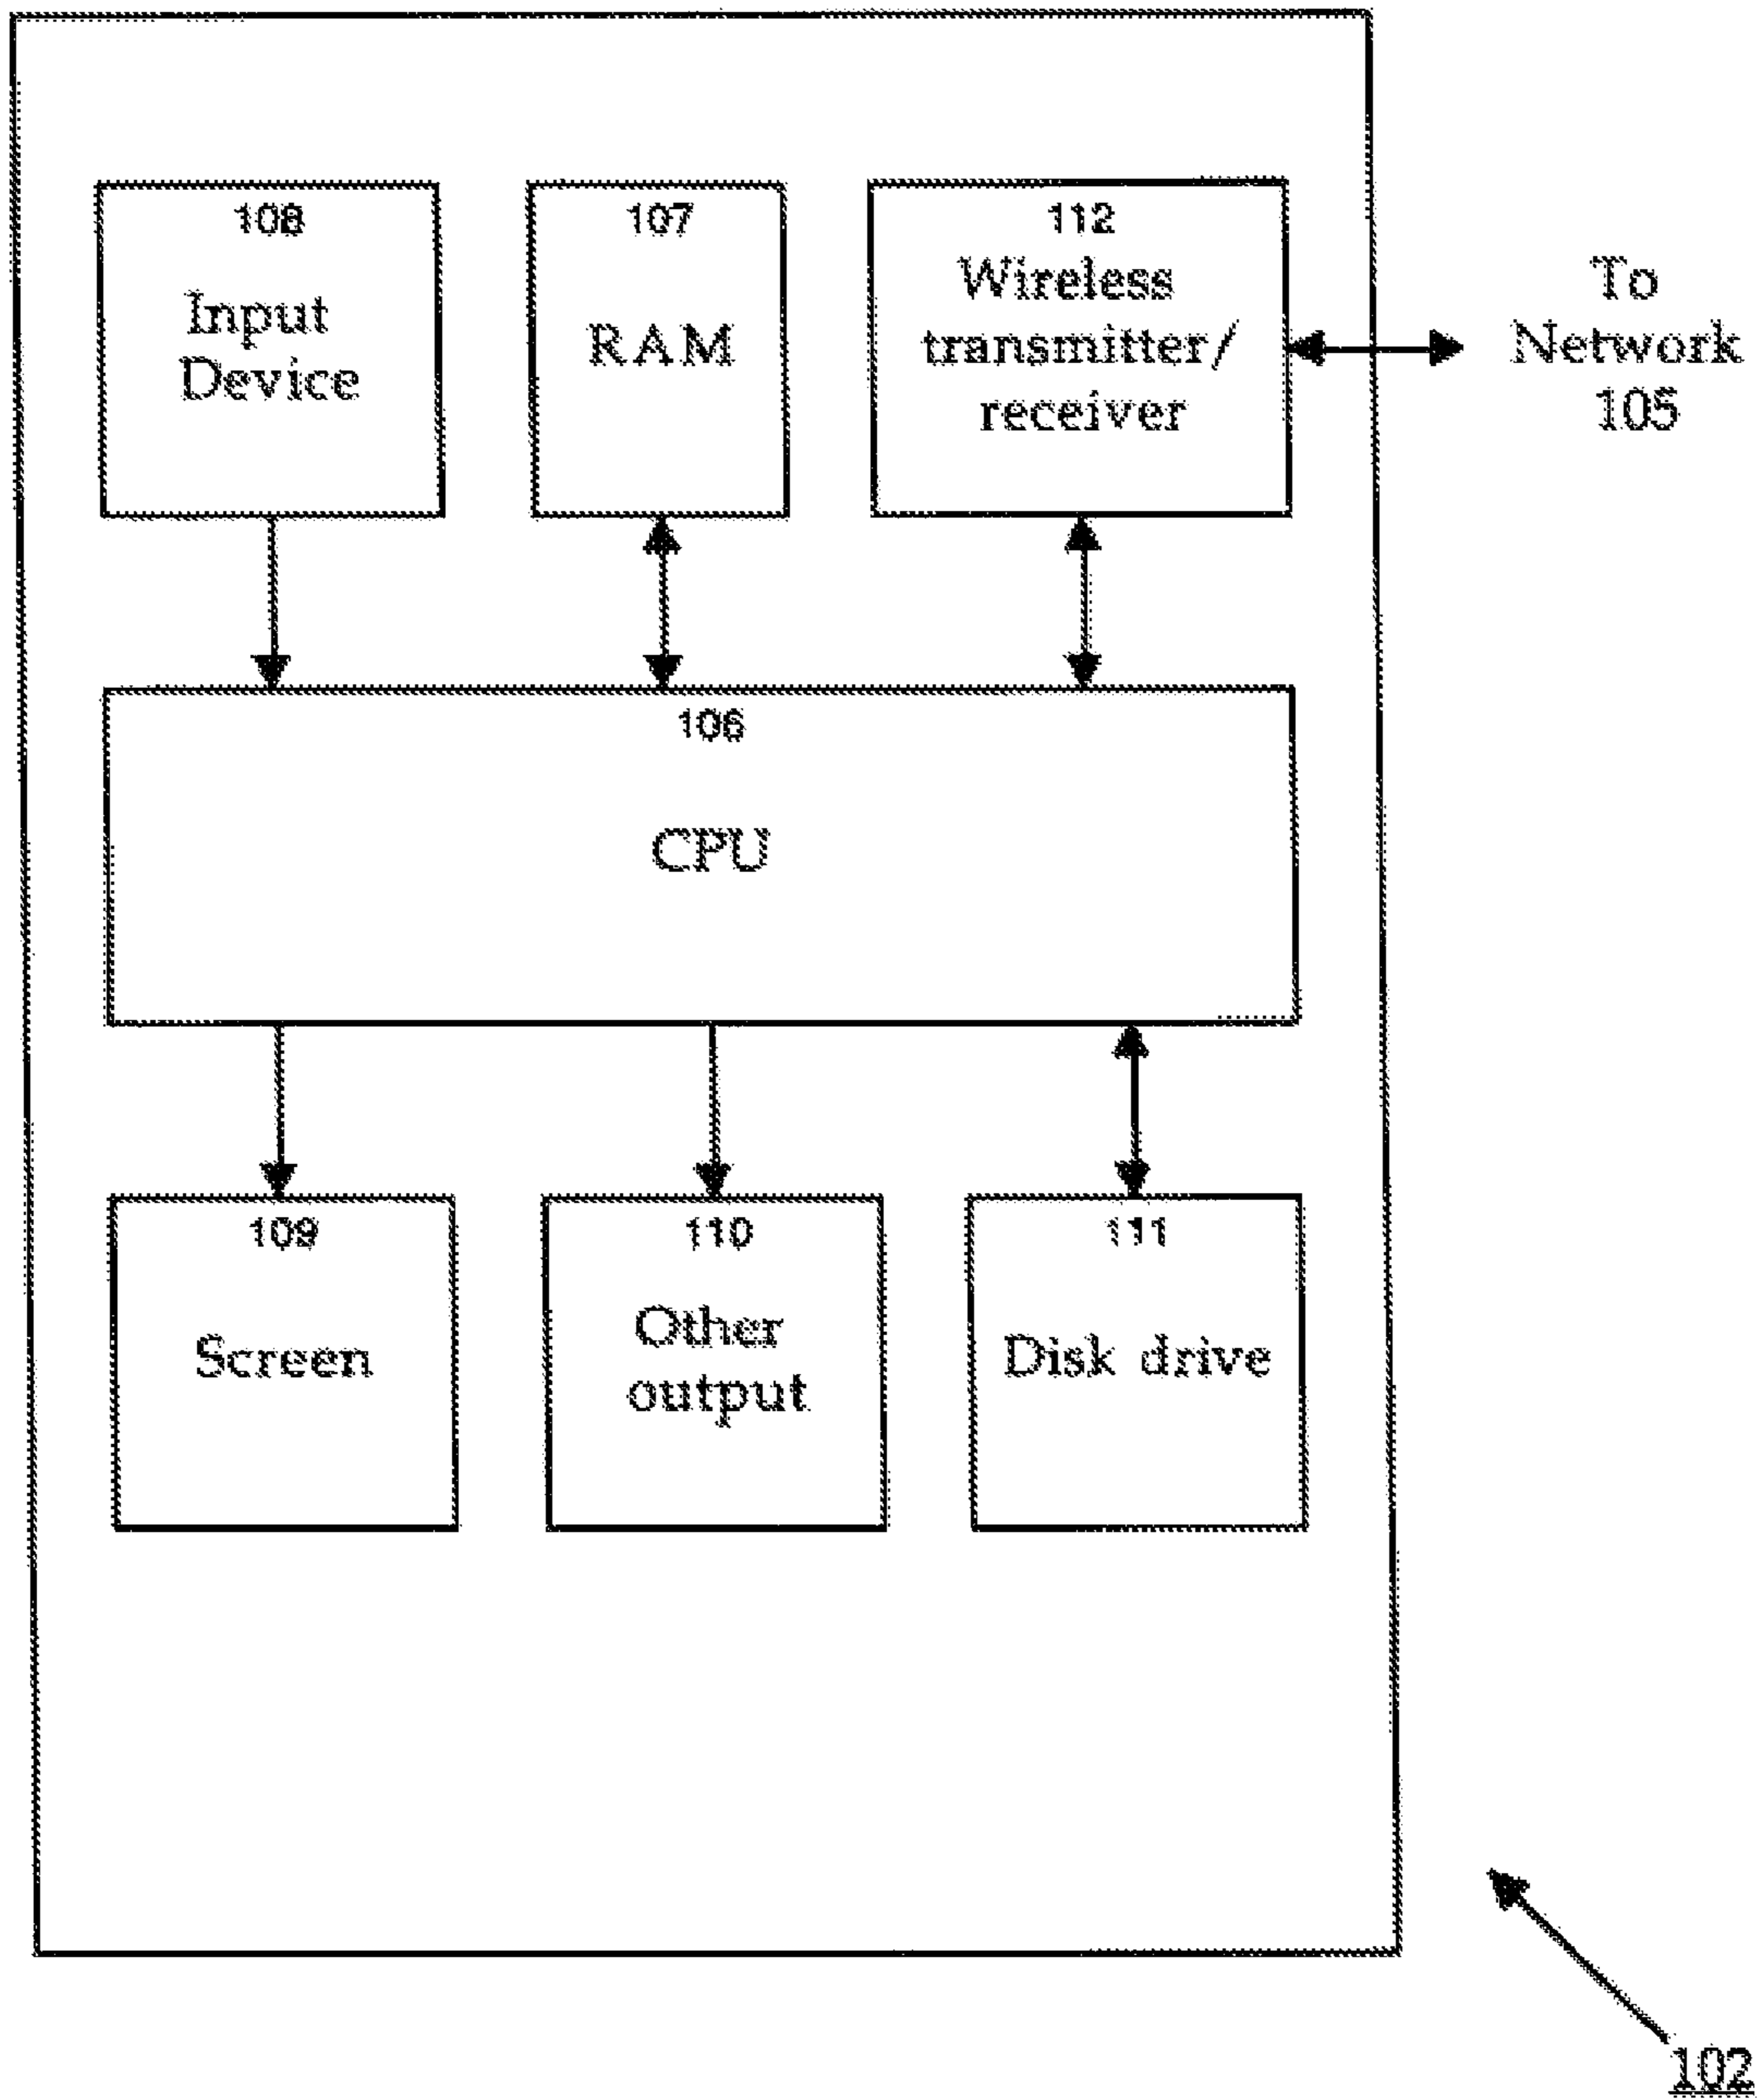 108
Input
Device
107
RAM
112
Wireless
transmitter/
receiver
To
Network
105
106
CPU
109
Screen
110
Other
output
111
Disk drive
102